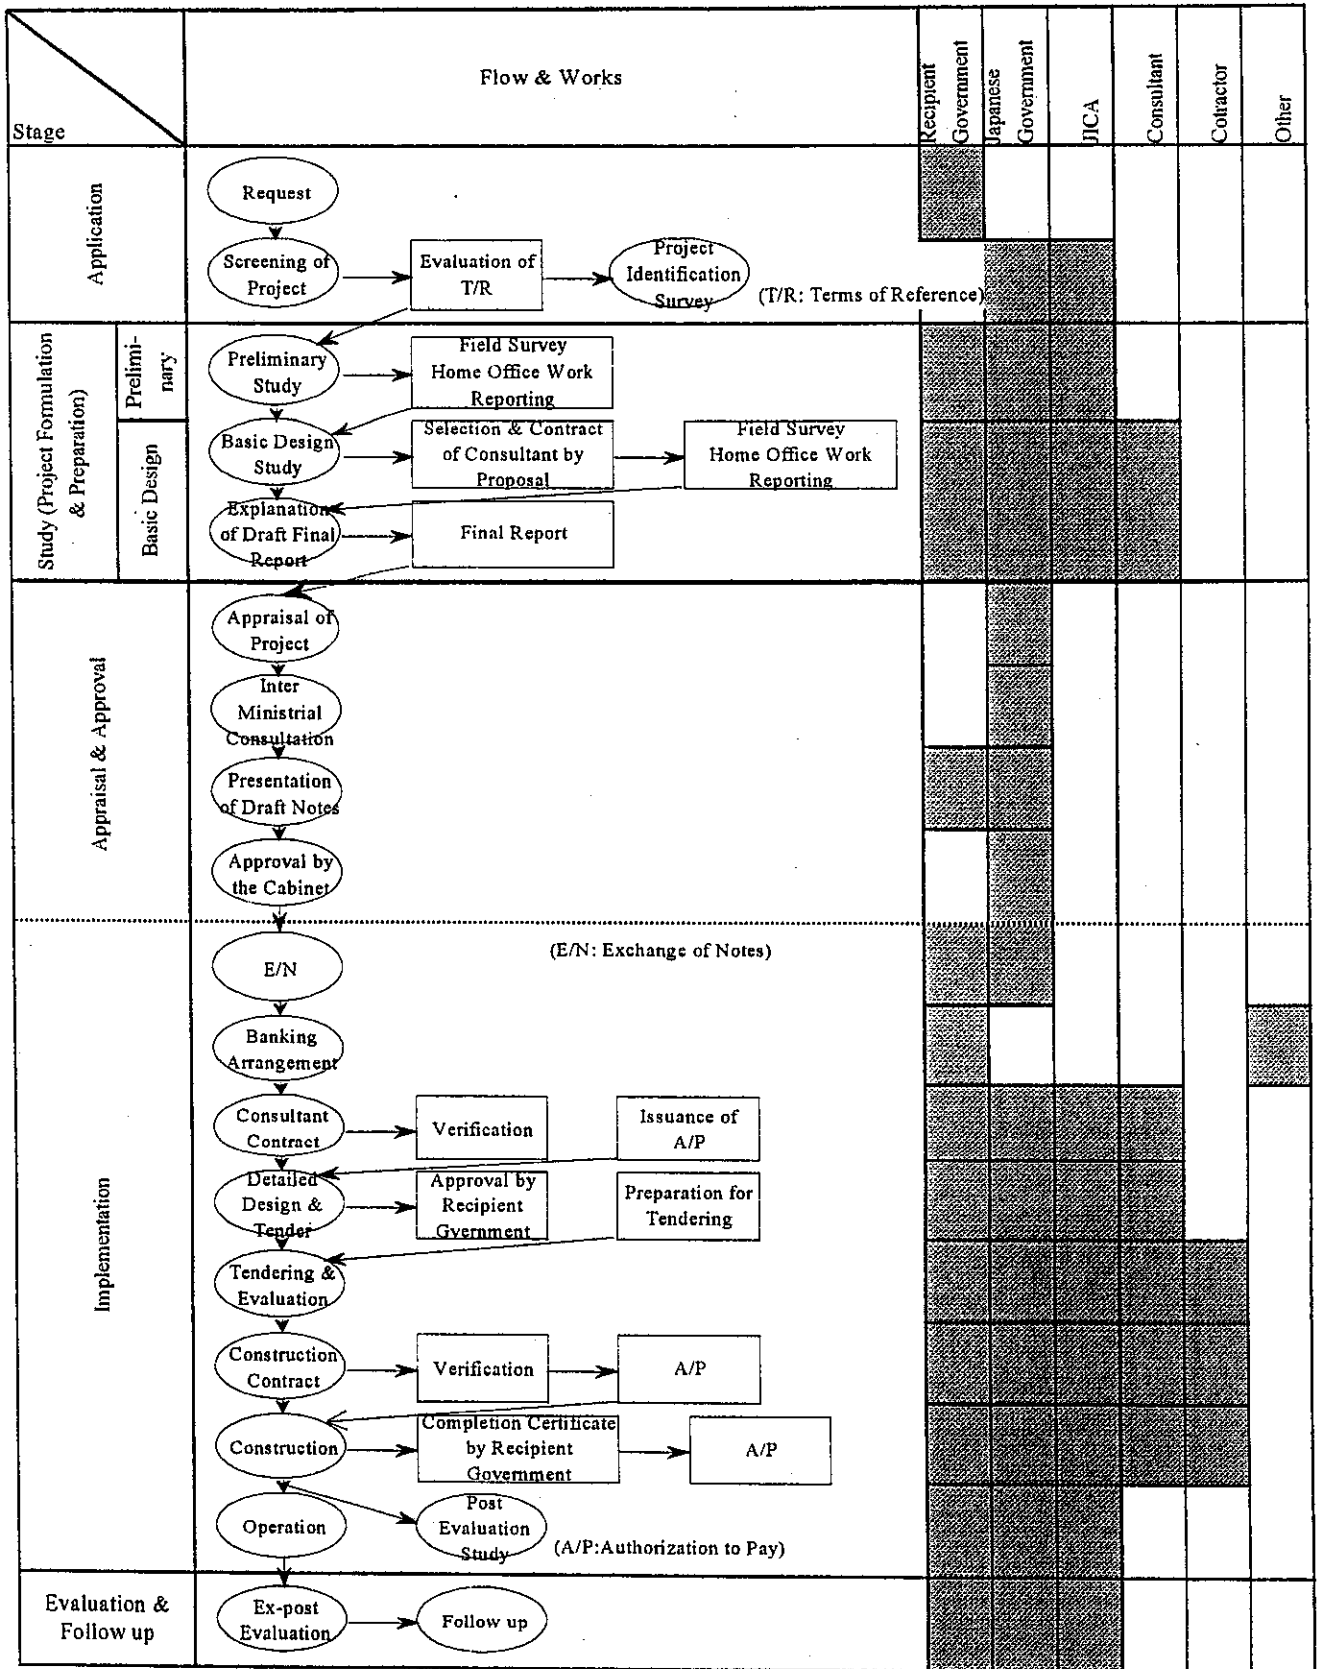 Stage
Flow & Works
Recipient
Government
Japanese
Government
JICA
Consultant
Cotractor
Other
Application
Request
Screening of
Project
Evaluation of
T/R
Project
Identification
Survey
(T/R: Terms of Reference)
Study (Project Formulation
& Preparation)
Prelimi-
nary
Preliminary
Study
Field Survey
Home Office Work
Reporting
Basic Design
Basic Design
Study
Selection & Contract
of Consultant by
Proposal
Field Survey
Home Office Work
Reporting
Explanation
of Draft Final
Report
Final Report
Appraisal & Approval
Appraisal of
Project
Inter
Ministrial
Consultation
Presentation
of Draft Notes
Approval by
the Cabinet
Implementation
E/N
(E/N: Exchange of Notes)
Banking
Arrangement
Consultant
Contract
Verification
Issuance of
A/P
Detailed
Design &
Tender
Approval by
Recipient
Gvernment
Preparation for
Tendering
Tendering &
Evaluation
Construction
Contract
Verification
A/P
Construction
Completion Certificate
by Recipient
Government
A/P
Operation
Post
Evaluation
Study
(A/P:Authorization to Pay)
Evaluation &
Follow up
Ex-post
Evaluation
Follow up